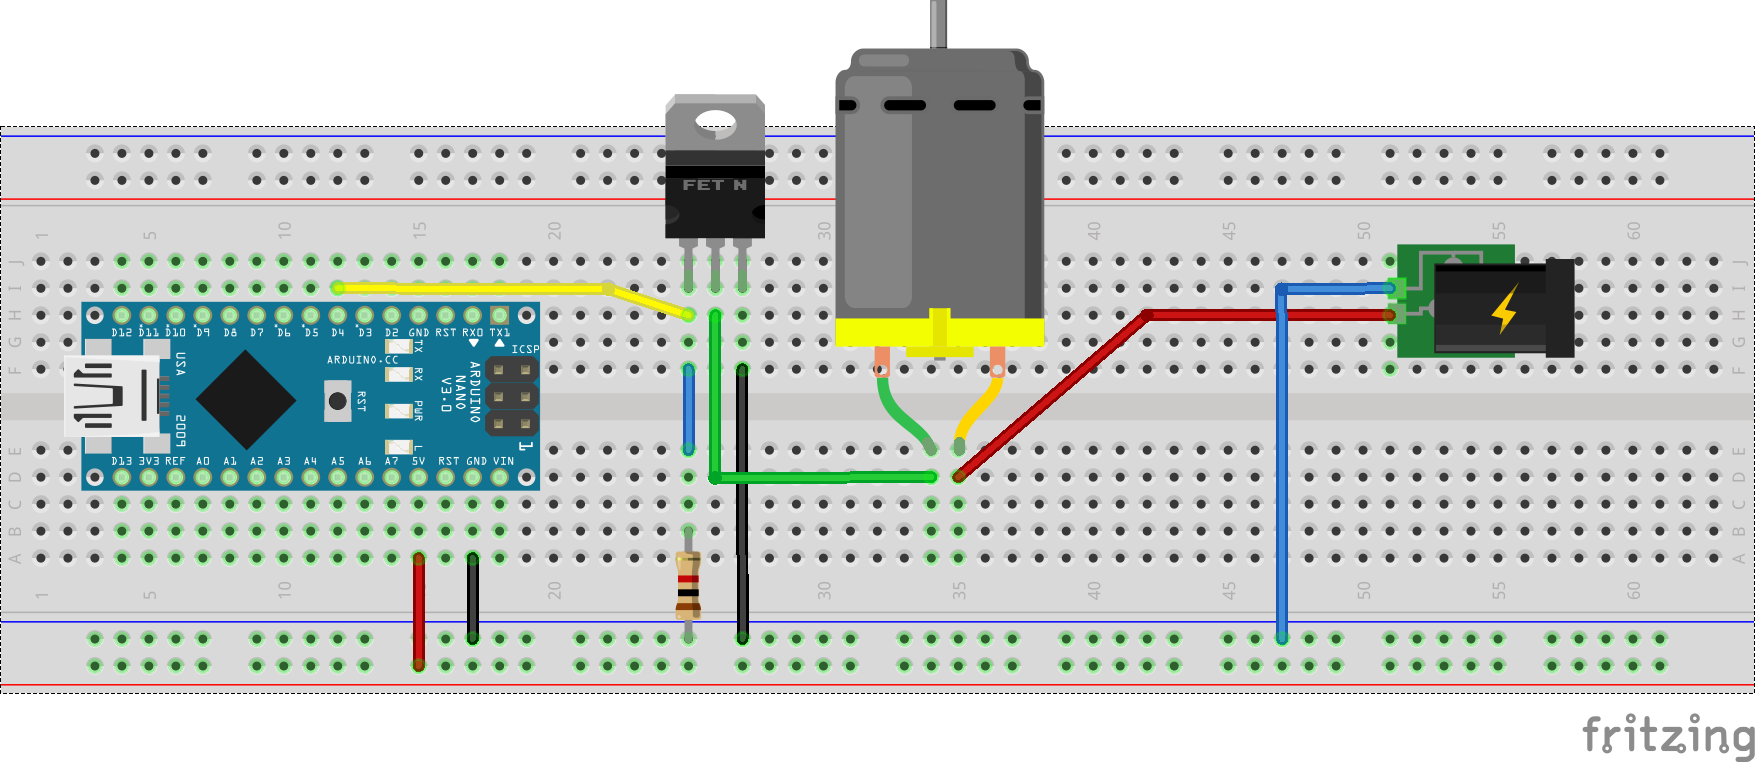 FET N
1 5 10 15 20 30 35 40 45 50 55 60
J J
I I
H H
G G
F F
D12 D11 D10 D9 D8 D7 D6 D5 D4 D3 D2 GND RST RX0 TX1
ICSP
ARDUINO.CC
TX
RX
PWR
L
RST
USA
2009
ARDUINO
NANO
V3.0
1
D13 3V3 REF A0 A1 A2 A3 A4 A5 A6 A7 5V RST GND VIN
E E
D D
C C
B B
A A
1 5 10 15 20 30 35 40 45 50 55 60
fritzing